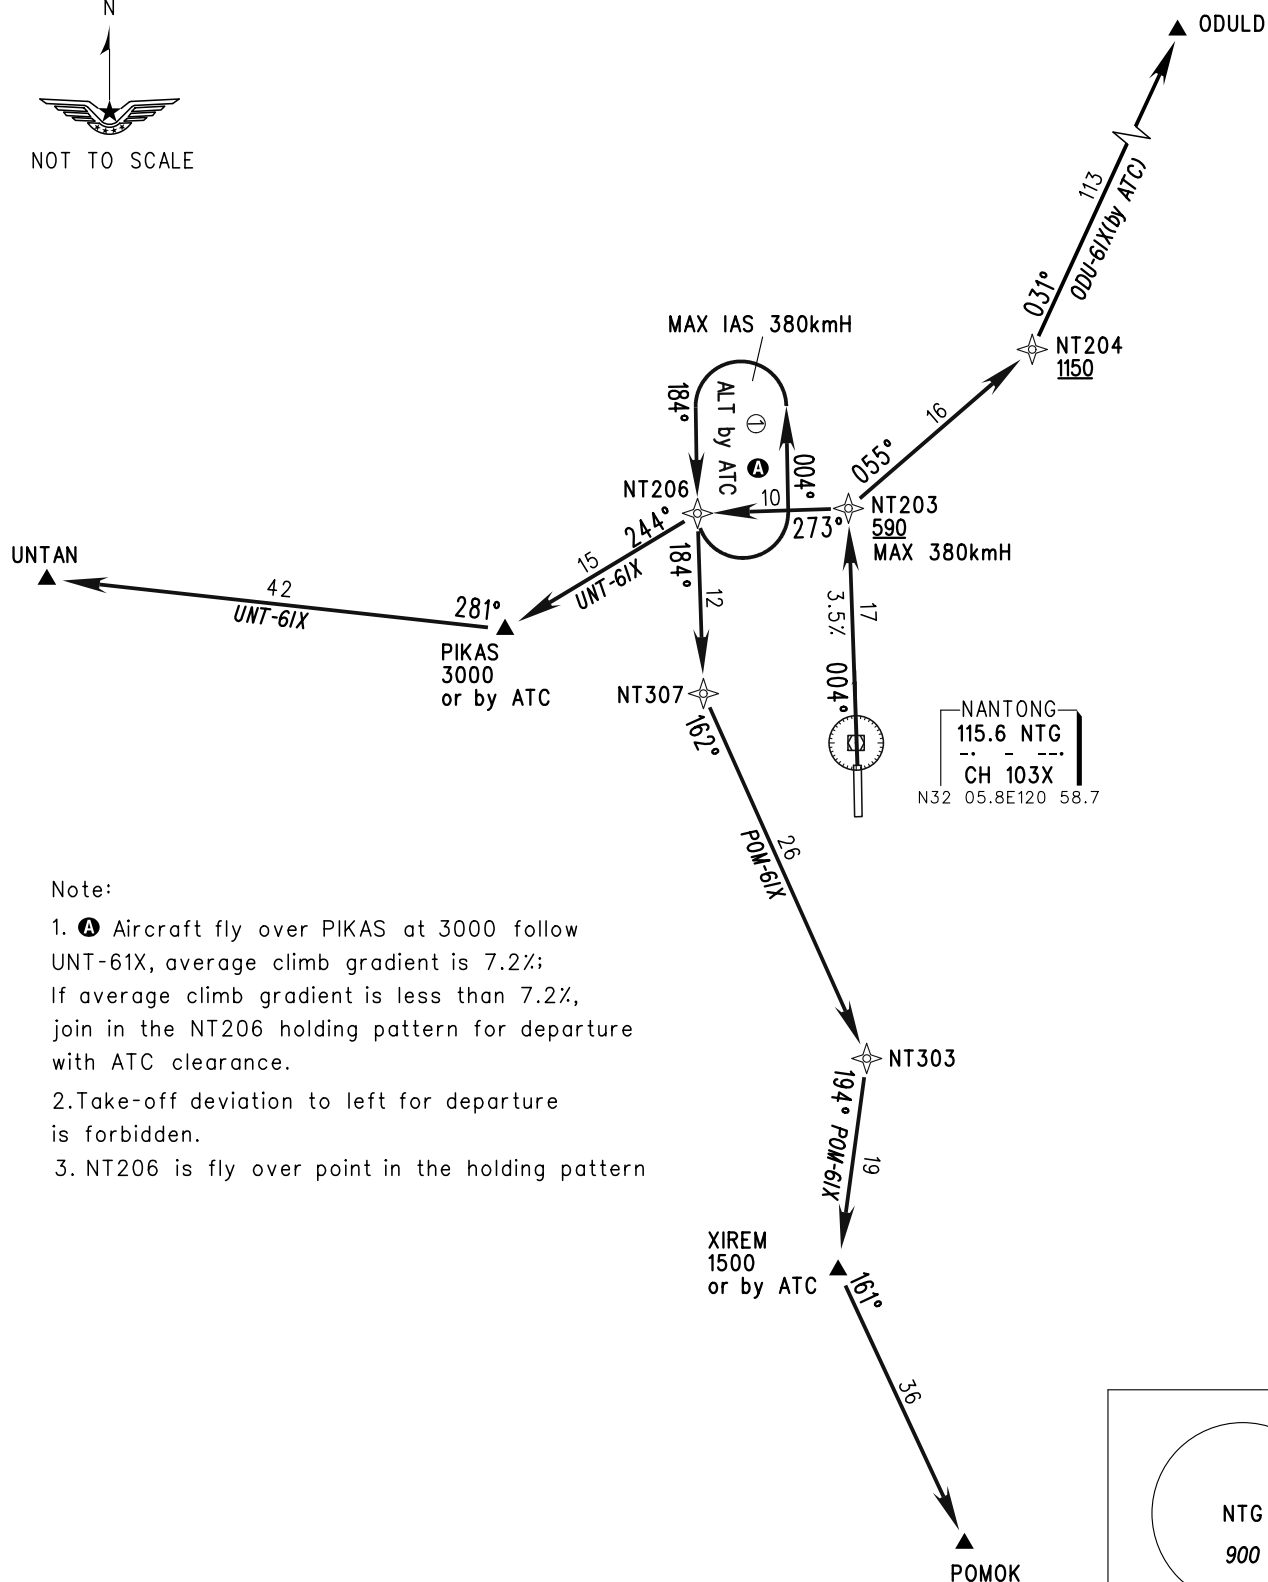 N
NOT TO SCALE
ODULD
113
ODU-61X(by ATC)
031°
MAX IAS 380kmH
NT204
1150
184°
ALT by ATC
1
A
004°
16
055°
NT206
10
273°
NT203
590
MAX 380kmH
244°
15
UNT-61X
184°
12
UNTAN
42
UNT-61X
281°
PIKAS
3000
or by ATC
17
3.5%
004°
NT307
162°
NANTONG
115.6 NTG
-· - --·
CH 103X
N32 05.8E120 58.7
26
POM-61X
Note:
1. A Aircraft fly over PIKAS at 3000 follow
UNT-61X, average climb gradient is 7.2%;
If average climb gradient is less than 7.2%,
join in the NT206 holding pattern for departure
with ATC clearance.
2.Take-off deviation to left for departure
is forbidden.
3. NT206 is fly over point in the holding pattern
NT303
194°
POM-61X
19
XIREM
1500
or by ATC
161°
36
POMOK
NTG
900